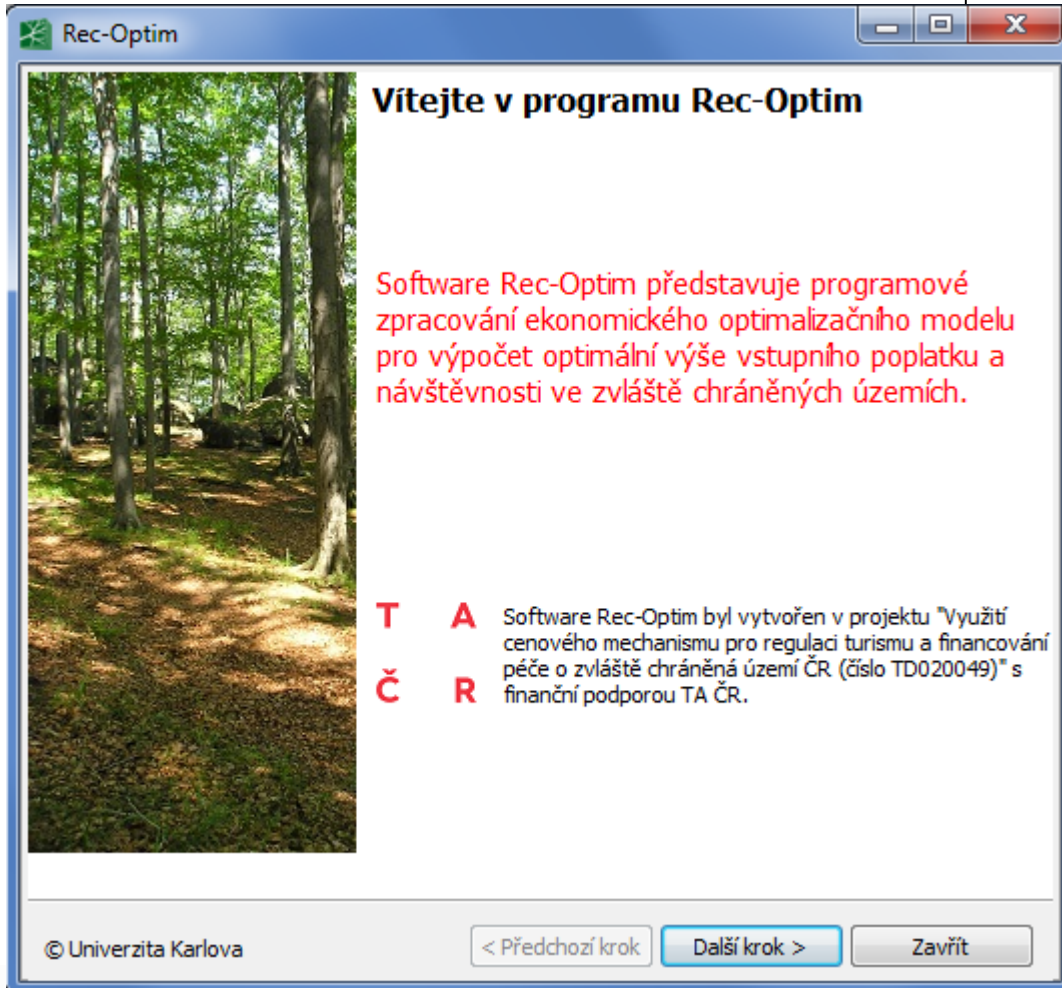 Rec-Optim
Vítejte v programu Rec-Optim
Software Rec-Optim představuje programové
zpracování ekonomického optimalizačního modelu
pro výpočet optimální výše vstupního poplatku a
návštěvnosti ve zvláště chráněných územích.
T A
Č R
Software Rec-Optim byl vytvořen v projektu "Využití
cenového mechanismu pro regulaci turismu a financování
péče o zvláště chráněná území ČR (číslo TD020049)" s
finanční podporou TA ČR.
© Univerzita Karlova
< Předchozí krok
Další krok >
Zavřít